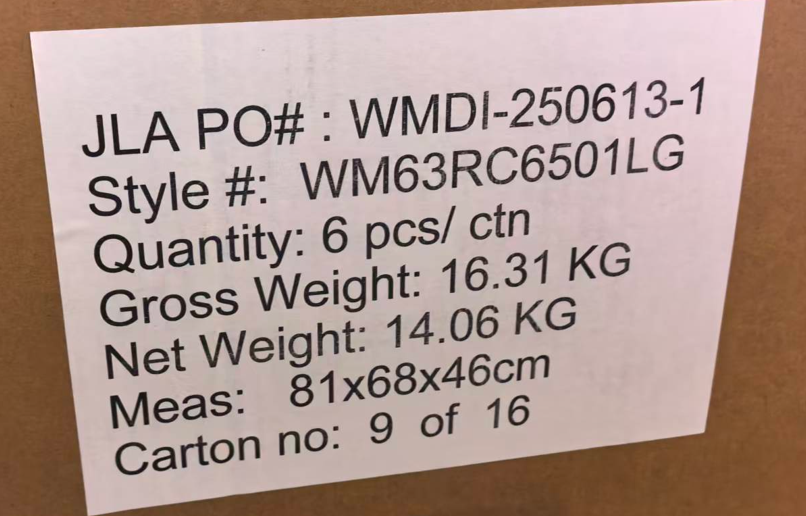 JLA PO# : WMDI-250613-1
Style #: WM63RC6501LG
Quantity: 6 pcs/ ctn
Gross Weight: 16.31 KG
Net Weight: 14.06 KG
Meas: 81x68x46cm
Carton no: 9 of 16